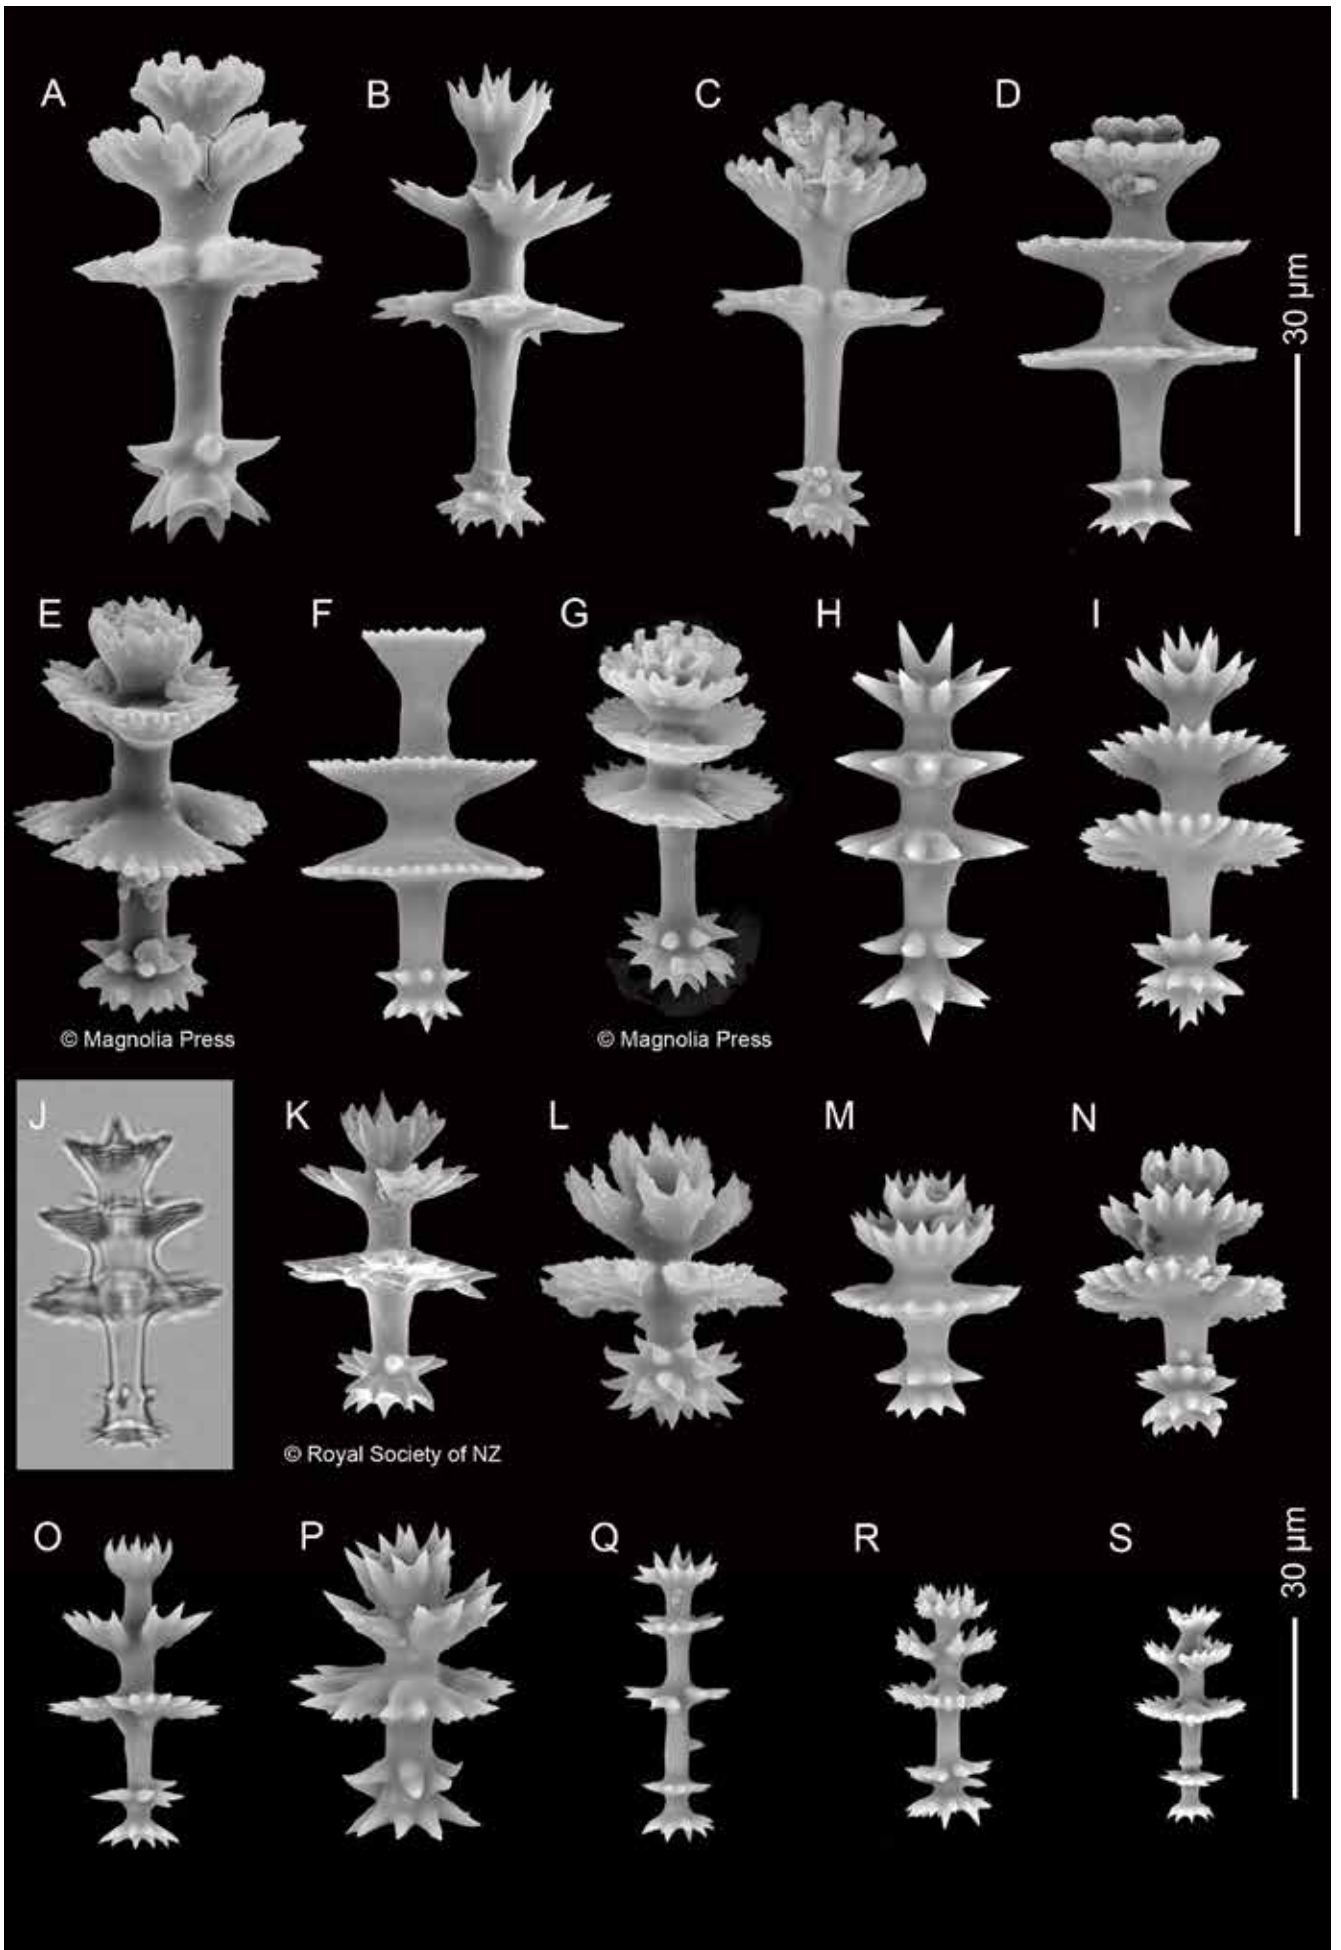 A B C D
30 µm
E F G H I
© Magnolia Press © Magnolia Press
J K L M N
© Royal Society of NZ
O P Q R S
30 µm